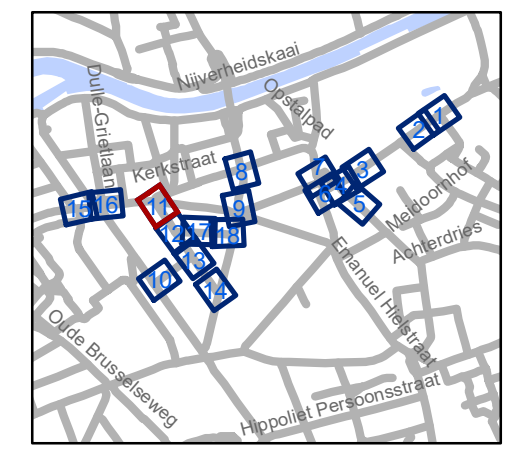 Nijverheidskaai
Dulle-Grietlaan
Opstalpad
Kerkstraat
1
2
7
3
8
4
6
5
Meidoornhof
15
16
11
9
12
17
18
Achterdries
13
10
14
Emanuel Hielstraat
Oude Brusselseweg
Hippoliet Persoonsstraat